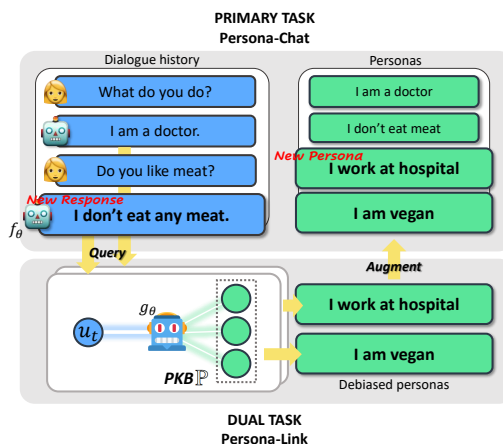 PRIMARY TASK
Persona-Chat
Dialogue history
What do you do?
I am a doctor.
Do you like meat?
New Response
I don't eat any meat.
fθ
Personas
I am a doctor
I don't eat meat
New Persona
I work at hospital
I am vegan
Query
Augment
uₜ
gθ
PKB ℙ
I work at hospital
I am vegan
Debiased personas
DUAL TASK
Persona-Link